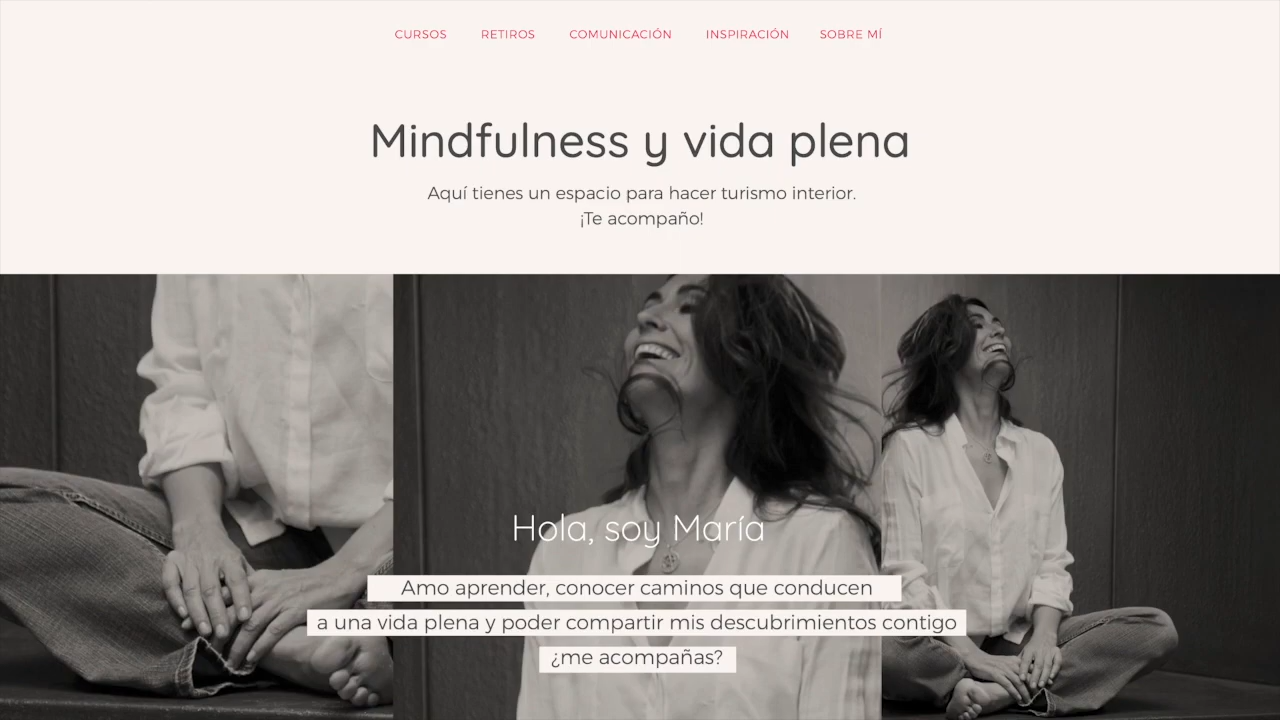 CURSOS RETIROS COMUNICACIÓN INSPIRACIÓN SOBRE MÍ
Mindfulness y vida plena
Aquí tienes un espacio para hacer turismo interior.
¡Te acompaño!
Hola, soy María
Amo aprender, conocer caminos que conducen
a una vida plena y poder compartir mis descubrimientos contigo
¿me acompañas?